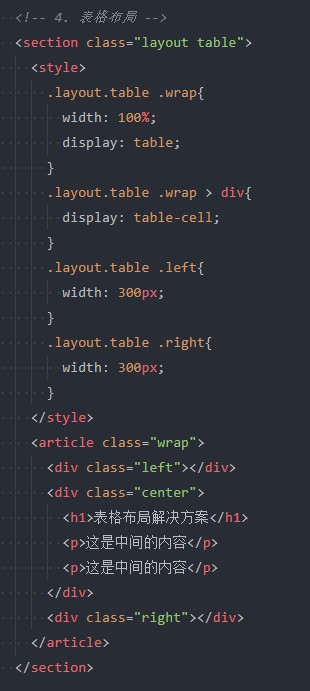 <!-- 4. 表格布局 -->
<section class="layout table">
<style>
.layout.table .wrap{
width: 100%;
display: table;
}
.layout.table .wrap > div{
display: table-cell;
}
.layout.table .left{
width: 300px;
}
.layout.table .right{
width: 300px;
}
</style>
<article class="wrap">
<div class="left"></div>
<div class="center">
<h1>表格布局解决方案</h1>
<p>这是中间的内容</p>
<p>这是中间的内容</p>
</div>
<div class="right"></div>
</article>
</section>